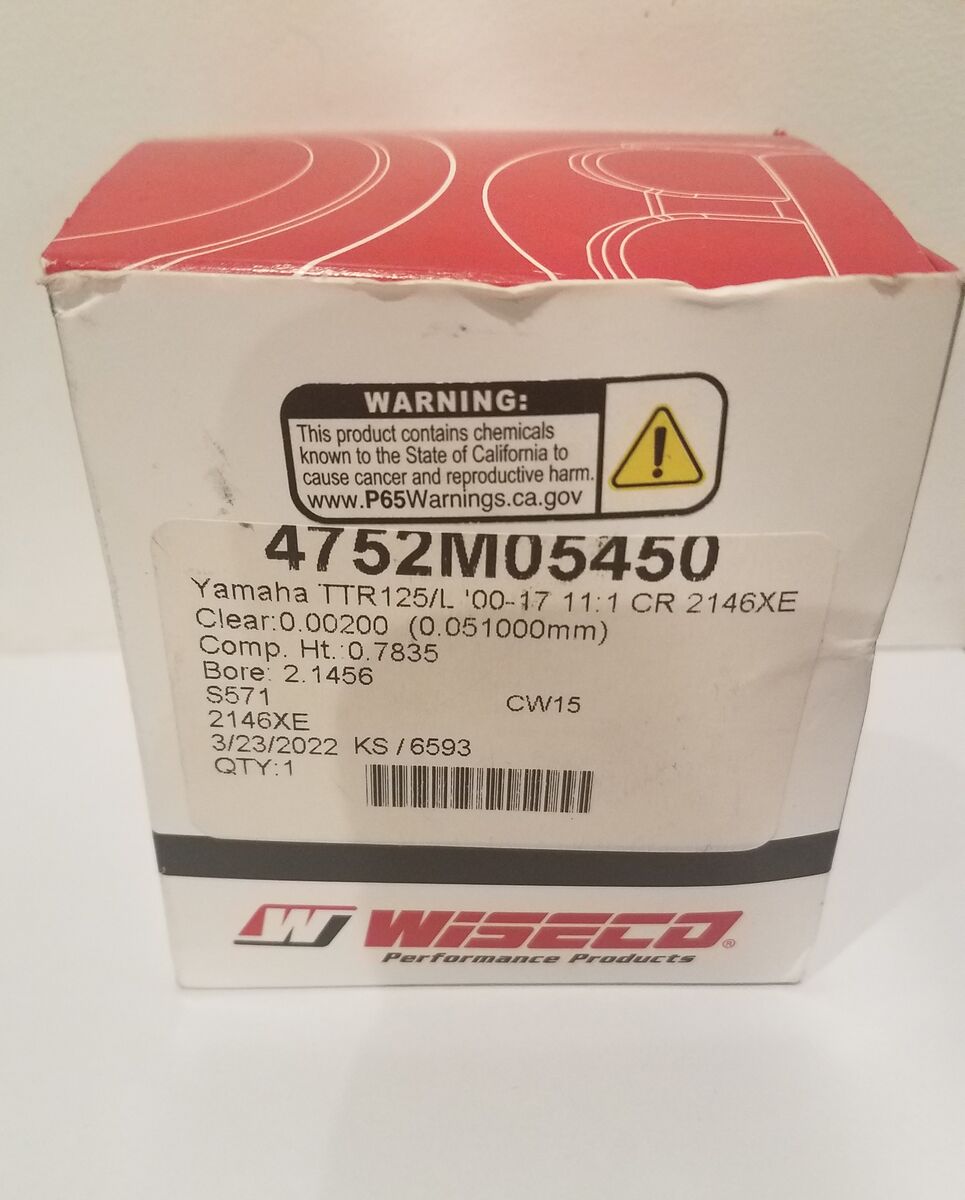 WARNING:
This product contains chemicals
known to the State of California to
cause cancer and reproductive harm.
www.P65Warnings.ca.gov
!
4752M05450
Yamaha TTR125/L '00-17 11:1 CR 2146XE
Clear:0.00200 (0.051000mm)
Comp. Ht.:0.7835
Bore: 2.1456
S571
CW15
2146XE
3/23/2022 KS / 6593
QTY:1
W WISECO®
Performance Products